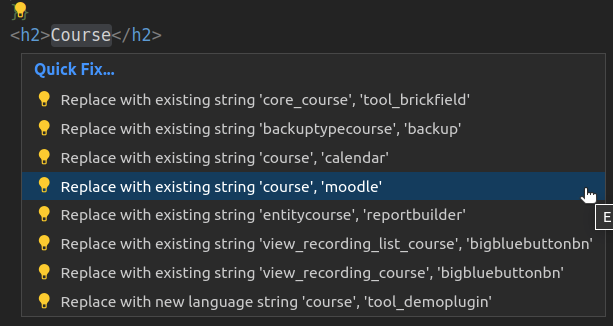 }}
<h2>Course</h2>
Quick Fix...
Replace with existing string 'core_course', 'tool_brickfield'
Replace with existing string 'backuptypecourse', 'backup'
Replace with existing string 'course', 'calendar'
Replace with existing string 'course', 'moodle'
Replace with existing string 'entitycourse', 'reportbuilder'
E
Replace with existing string 'view_recording_list_course', 'bigbluebuttonbn'
Replace with existing string 'view_recording_course', 'bigbluebuttonbn'
Replace with new language string 'course', 'tool_demoplugin'